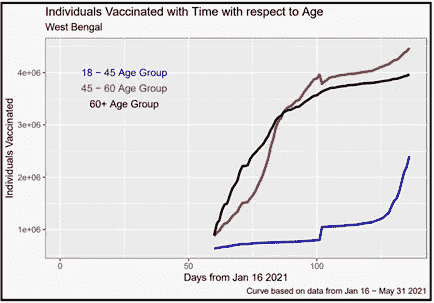 Individuals Vaccinated with Time with respect to Age
West Bengal
Individuals Vaccinated
4e+06
3e+06
2e+06
1e+06
18 − 45 Age Group
45 − 60 Age Group
60+ Age Group
0
50
100
Days from Jan 16 2021
Curve based on data from Jan 16 − May 31 2021